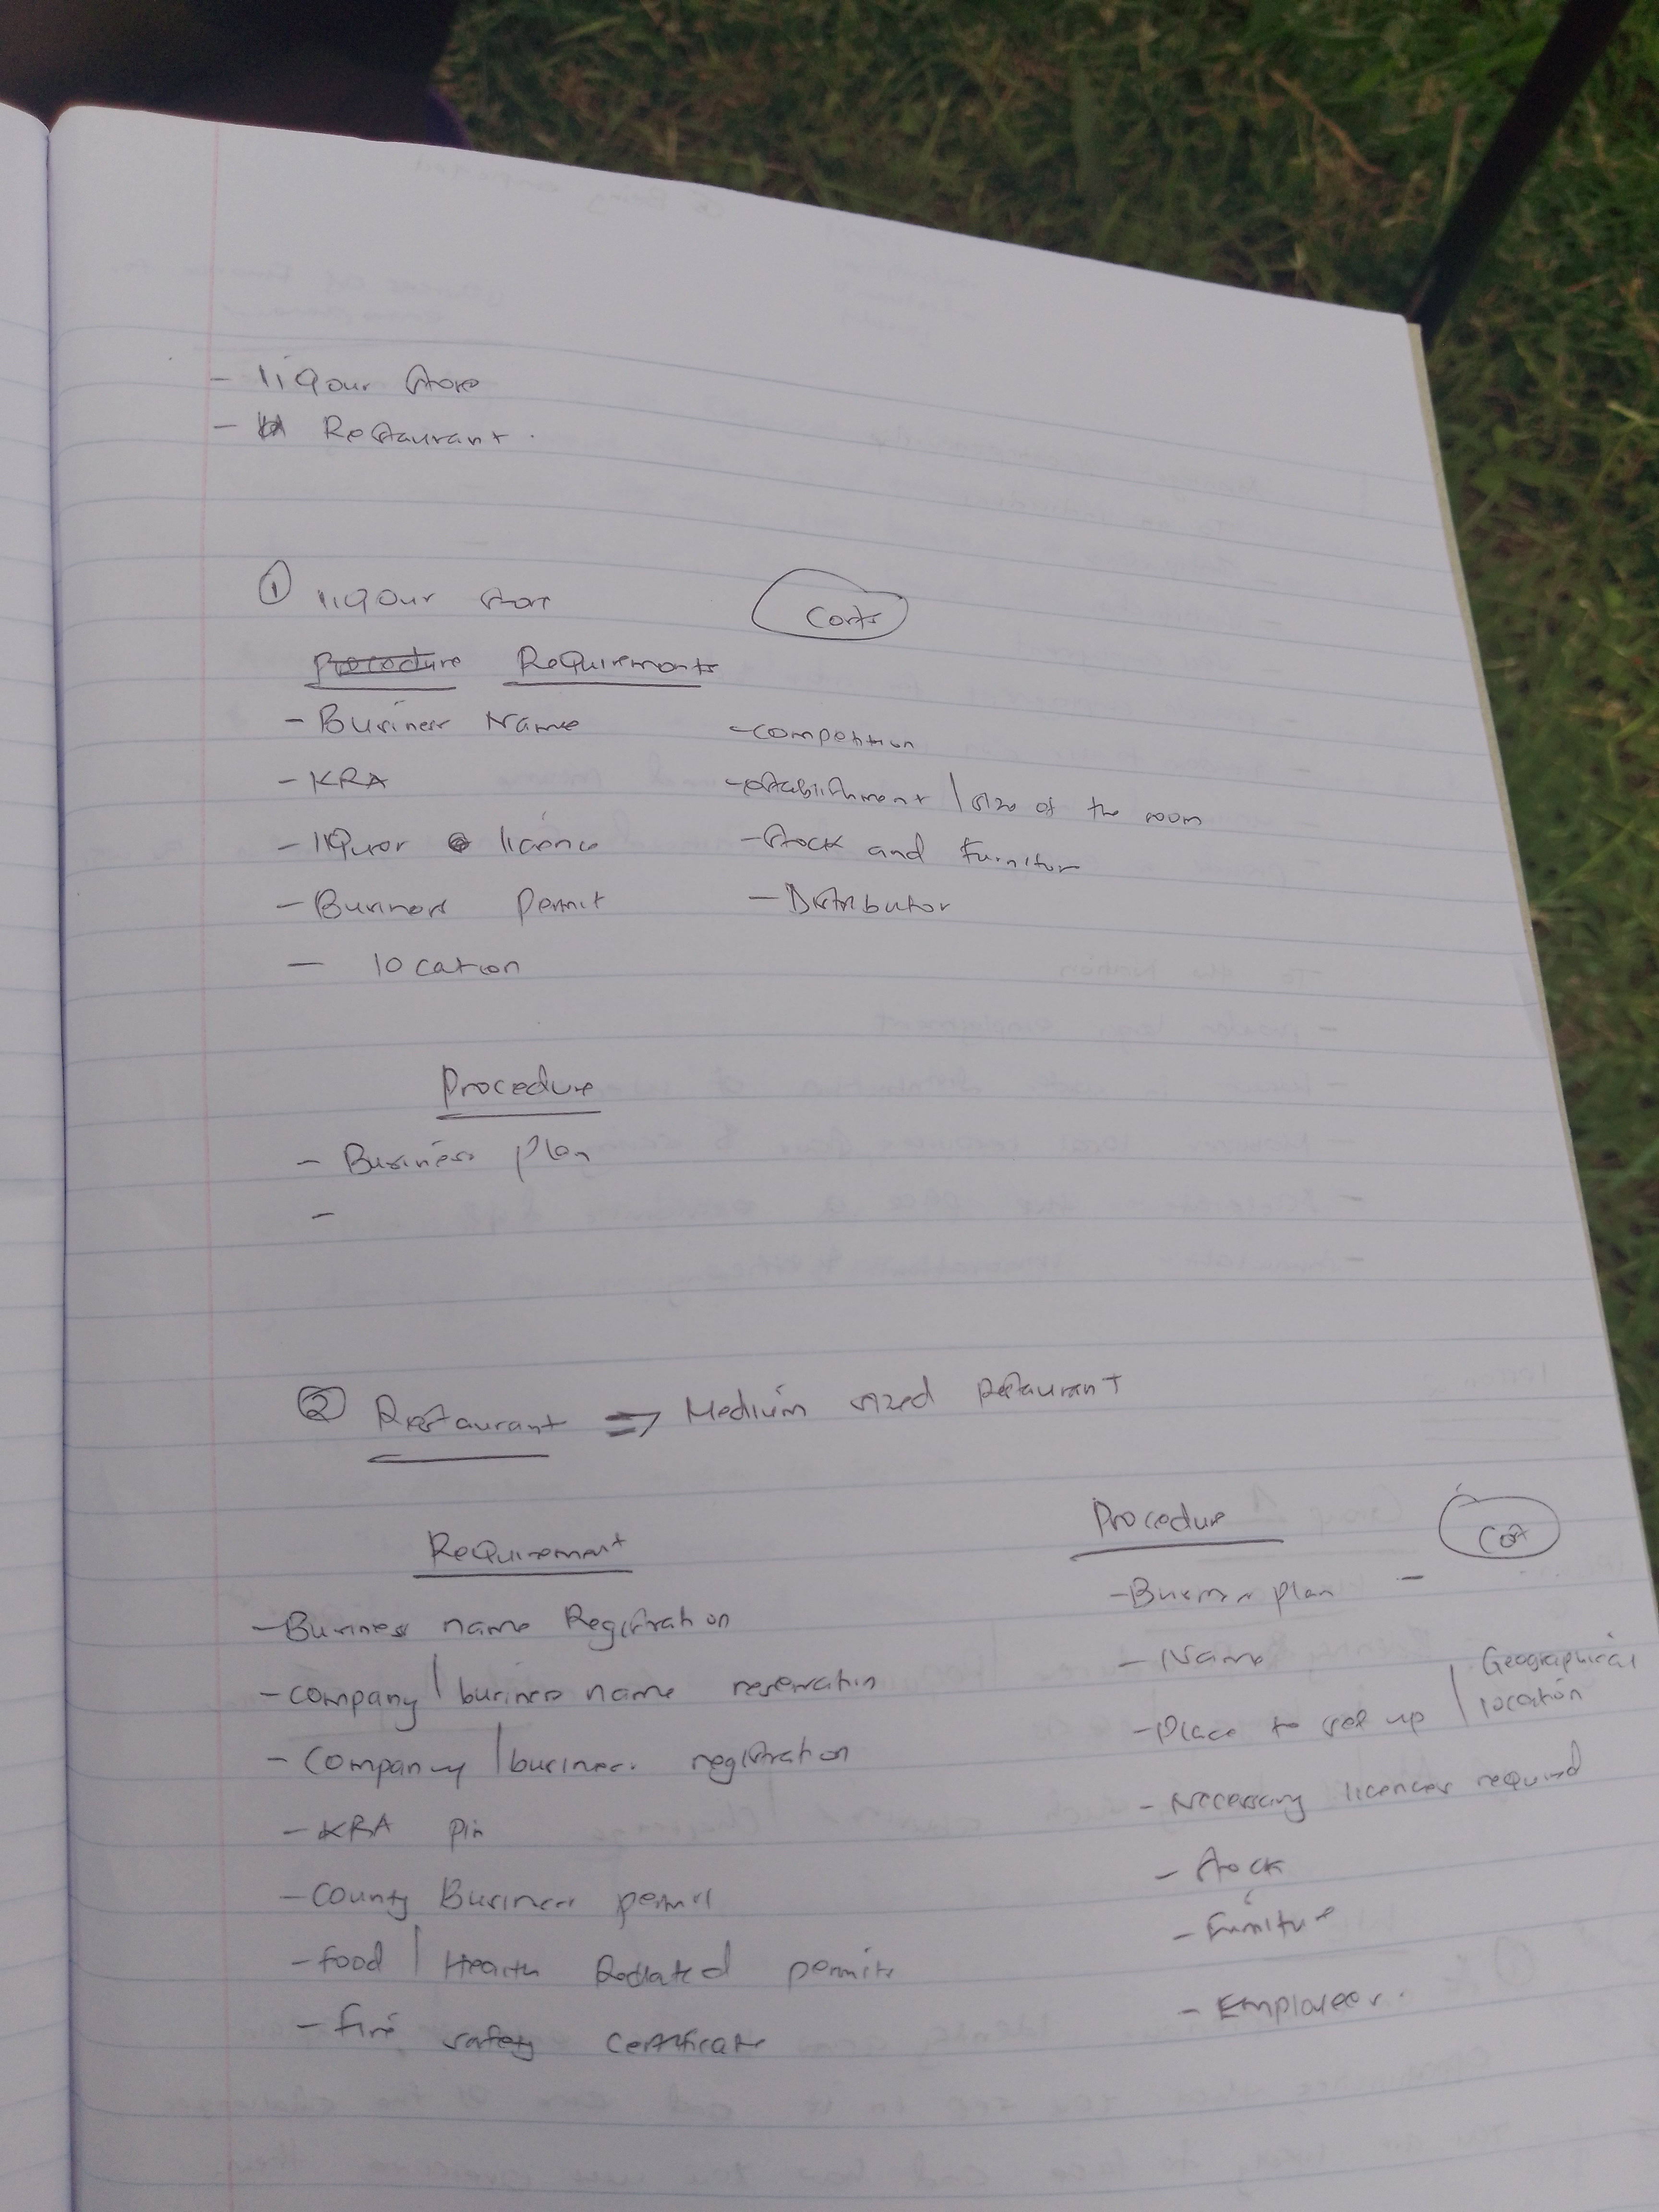 - liqour store
- Restaurant.
① liqour store
Costs
Procedure Requirements
- Business Name
- KRA
- liquor licence
- Business Permit
- location
- competition
- establishment / size of the room
- Stock and furnitur
- Distributor
Procedure
- Business plan
-
② Restaurant => Medium sized Restaurant
Requirement
- Business name Registration
- company / business name reservation
- Company / business registration
- KRA pin
- County Business permit
- food / Health Related permits
- fire safety certificate
Procedure
Cost
- Business plan -
- Name
- Place to set up / Geographical
location
- Necessary licences required
- Stock
- Furniture
- Employees.